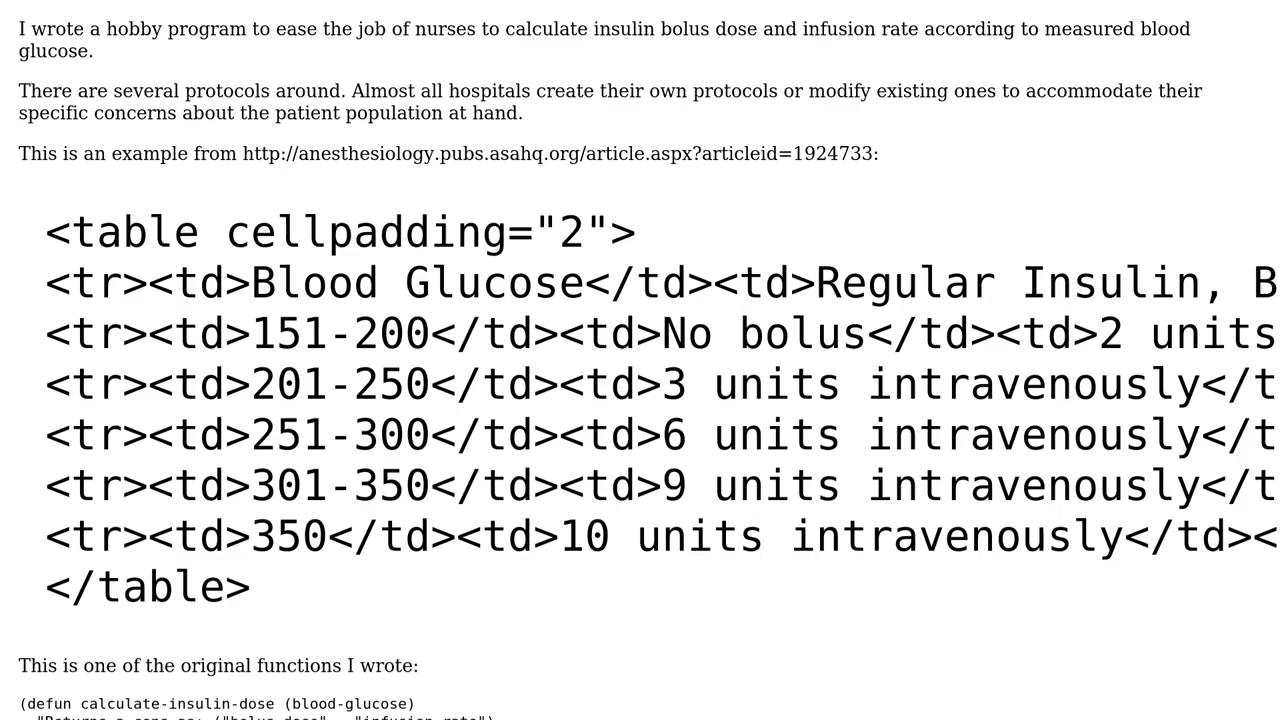 I wrote a hobby program to ease the job of nurses to calculate insulin bolus dose and infusion rate according to measured blood
glucose.
There are several protocols around. Almost all hospitals create their own protocols or modify existing ones to accommodate their
specific concerns about the patient population at hand.
This is an example from http://anesthesiology.pubs.asahq.org/article.aspx?articleid=1924733:
<table cellpadding="2">
<tr><td>Blood Glucose</td><td>Regular Insulin, B
<tr><td>151-200</td><td>No bolus</td><td>2 units
<tr><td>201-250</td><td>3 units intravenously</t
<tr><td>251-300</td><td>6 units intravenously</t
<tr><td>301-350</td><td>9 units intravenously</t
<tr><td>350</td><td>10 units intravenously</td><
</table>
This is one of the original functions I wrote:
(defun calculate-insulin-dose (blood-glucose)
"Returns a cons as: ("bolus dose" . "infusion rate")